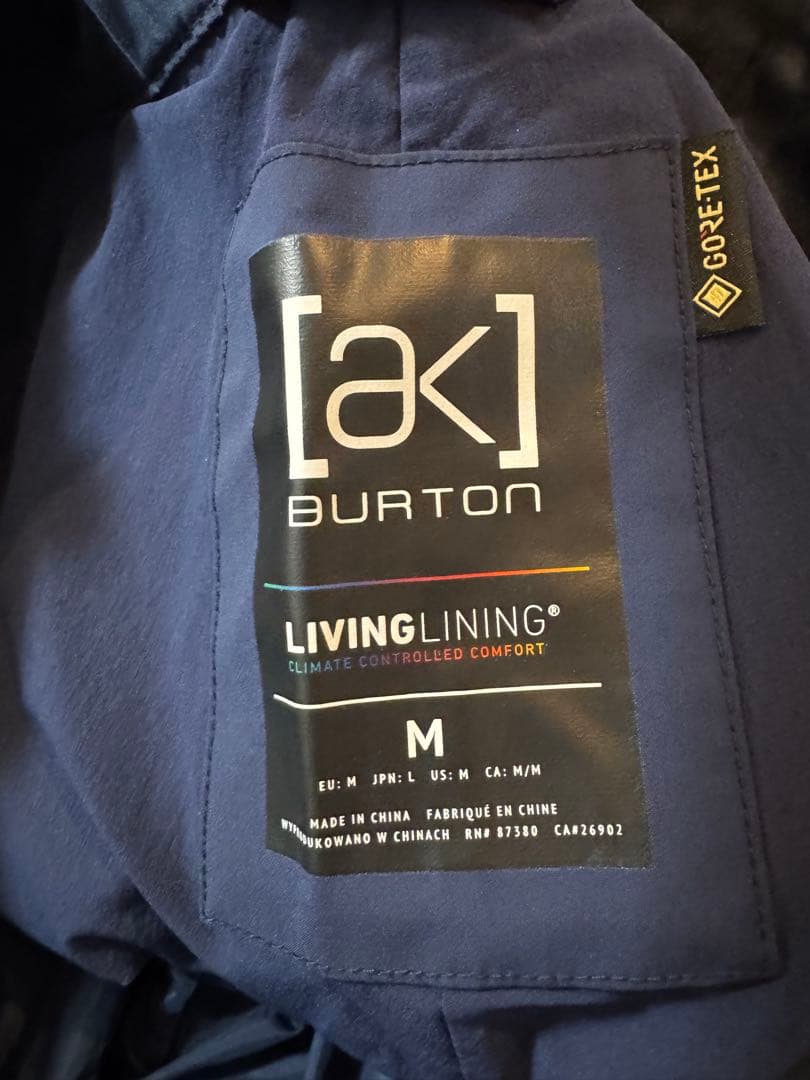 GORE-TEX
[ak]
BURTON
LIVINGLINING®
CLIMATE CONTROLLED COMFORT
M
EU: M JPN: L US: M CA: M/M
MADE IN CHINA FABRIQUÉ EN CHINE
W CHINACH RN# 87380 CA#26902